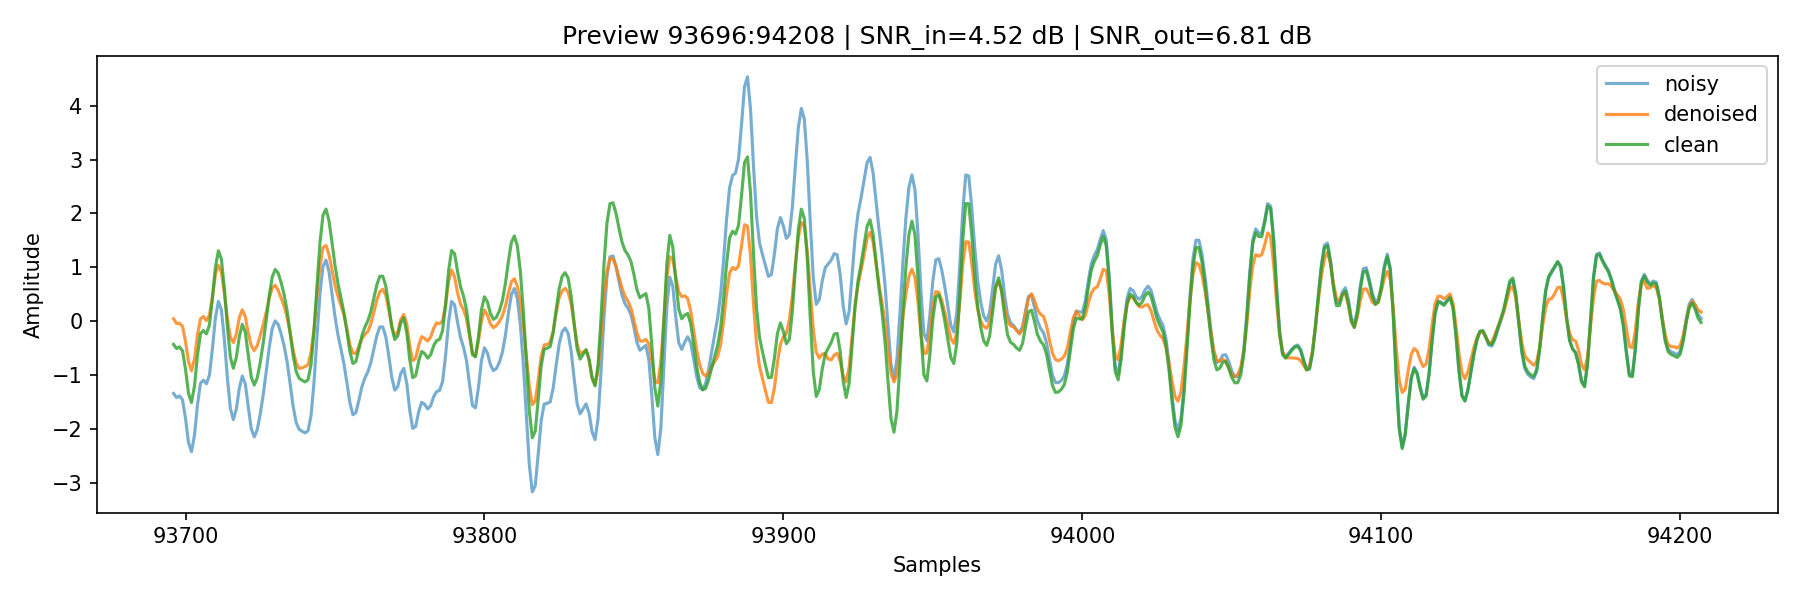 Preview 93696:94208 | SNR_in=4.52 dB | SNR_out=6.81 dB
noisy
denoised
clean
Amplitude
4
3
2
1
0
−1
−2
−3
93700 93800 93900 94000 94100 94200
Samples